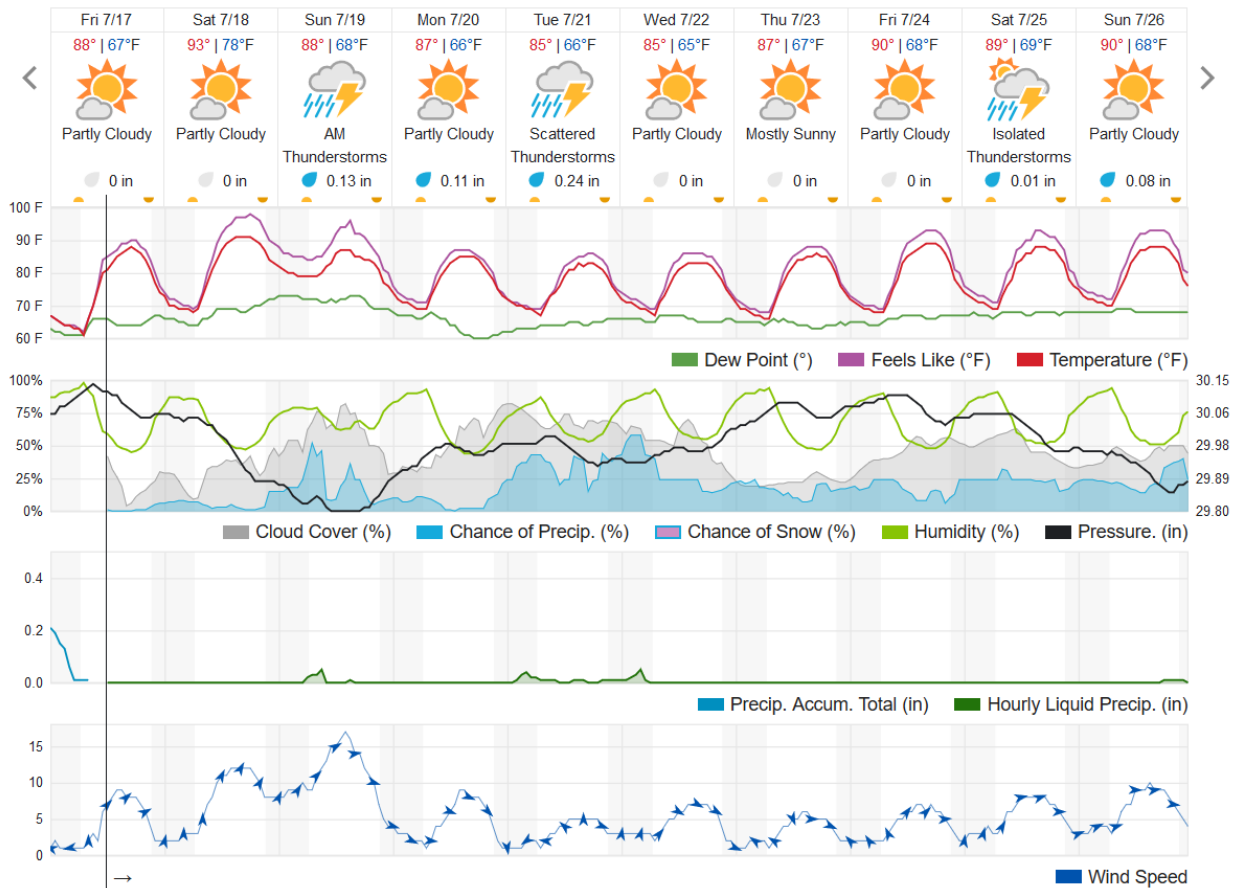 Fri 7/17 Sat 7/18 Sun 7/19 Mon 7/20 Tue 7/21 Wed 7/22 Thu 7/23 Fri 7/24 Sat 7/25 Sun 7/26
88° | 67°F 93° | 78°F 88° | 68°F 87° | 66°F 85° | 66°F 85° | 65°F 87° | 67°F 90° | 68°F 89° | 69°F 90° | 68°F
Partly Cloudy Partly Cloudy AM Partly Cloudy Scattered Partly Cloudy Mostly Sunny Partly Cloudy Isolated Partly Cloudy
Thunderstorms Thunderstorms Thunderstorms
0 in 0 in 0.13 in 0.11 in 0.24 in 0 in 0 in 0 in 0.01 in 0.08 in
100 F
90 F
80 F
70 F
60 F
Dew Point (°) Feels Like (°F) Temperature (°F)
100% 30.15
75% 30.06
50% 29.98
25% 29.89
0% 29.80
Cloud Cover (%) Chance of Precip. (%) Chance of Snow (%) Humidity (%) Pressure. (in)
0.4
0.2
0.0
Precip. Accum. Total (in) Hourly Liquid Precip. (in)
15
10
5
0
→ Wind Speed